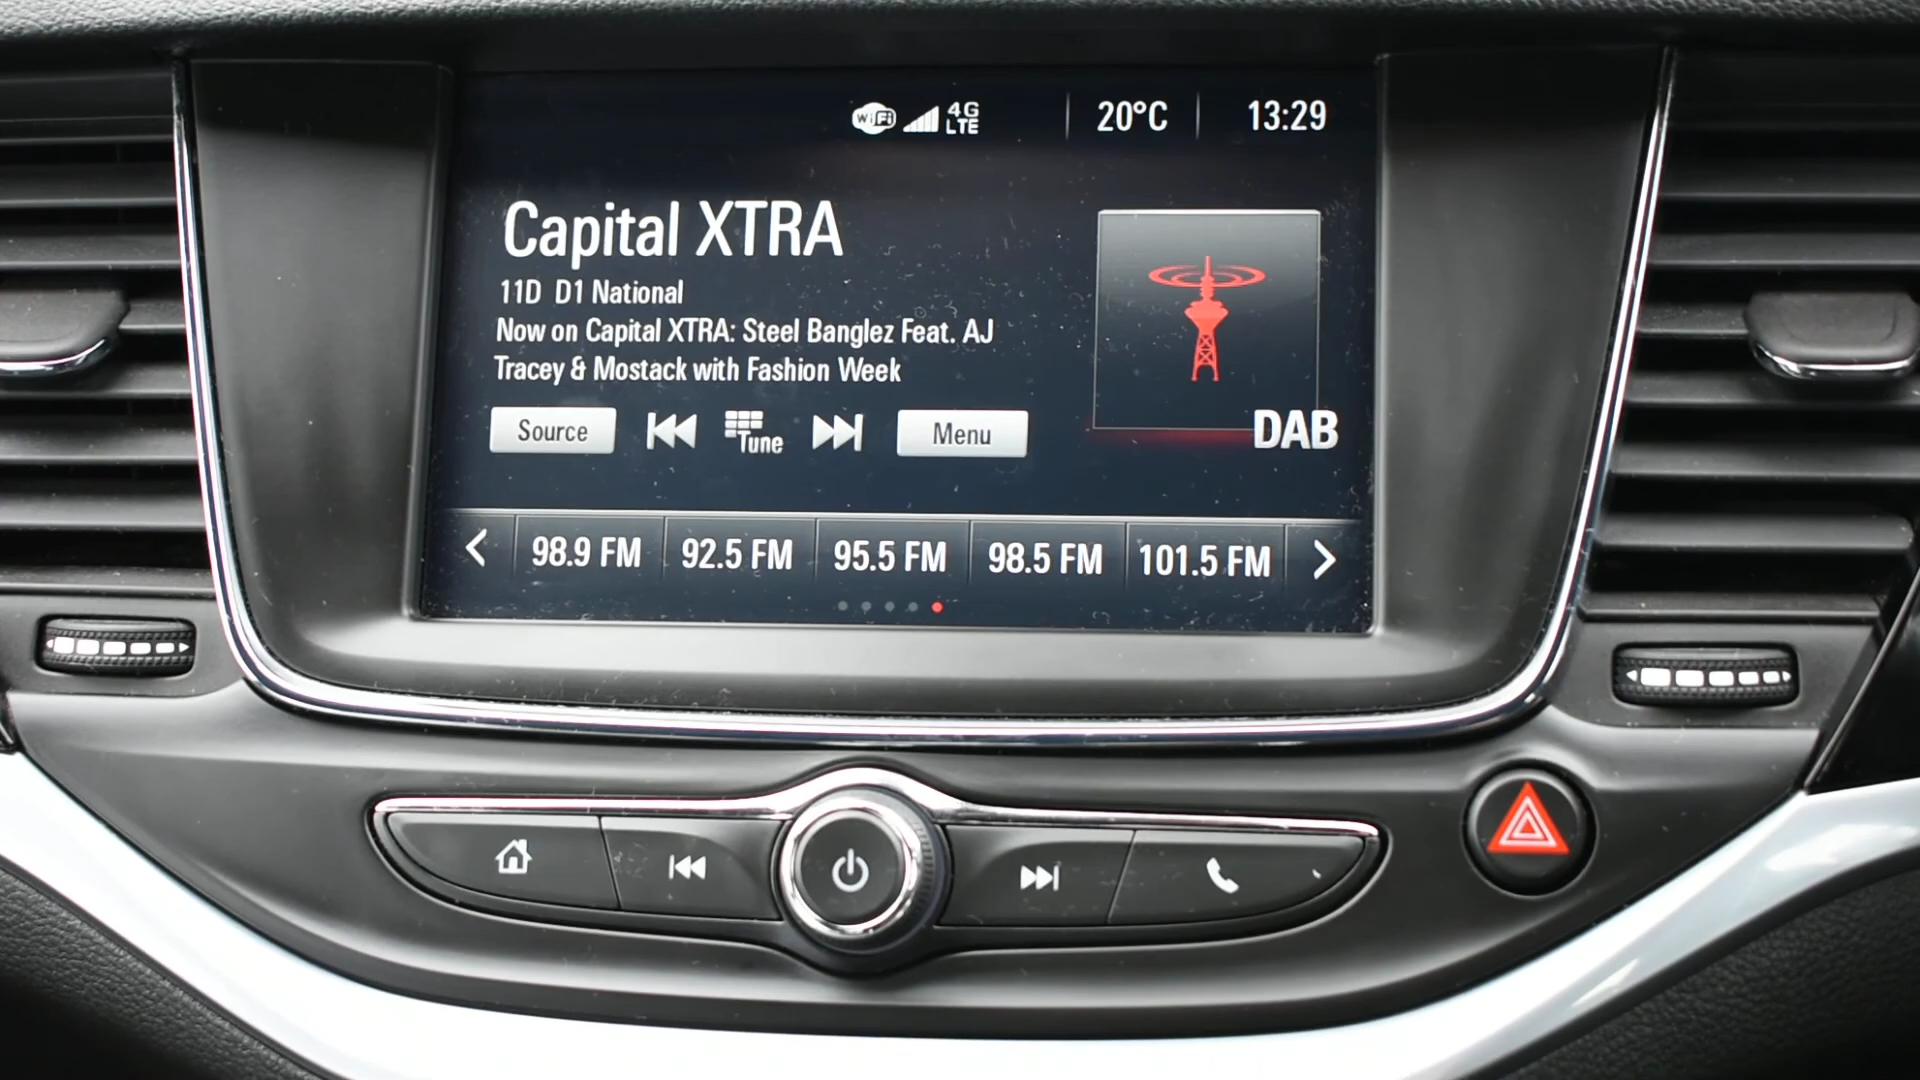 WiFi 4G LTE 20°C 13:29
Capital XTRA
11D D1 National
Now on Capital XTRA: Steel Banglez Feat. AJ
Tracey & Mostack with Fashion Week
Source Tune Menu
DAB
98.9 FM 92.5 FM 95.5 FM 98.5 FM 101.5 FM